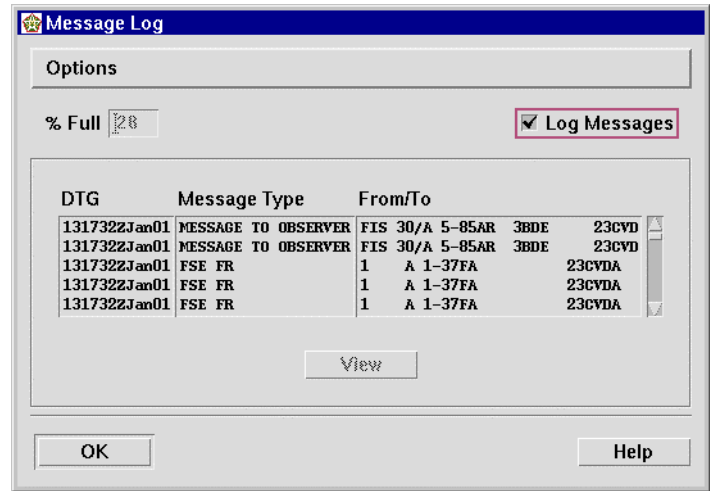 Message Log
Options
% Full 28 Log Messages
DTG Message Type From/To
131732ZJan01 MESSAGE TO OBSERVER FIS 30/A 5-85AR 3BDE 23CVD
131732ZJan01 MESSAGE TO OBSERVER FIS 30/A 5-85AR 3BDE 23CVD
131732ZJan01 FSE FR 1 A 1-37FA 23CVDA
131732ZJan01 FSE FR 1 A 1-37FA 23CVDA
131732ZJan01 FSE FR 1 A 1-37FA 23CVDA
View
OK Help